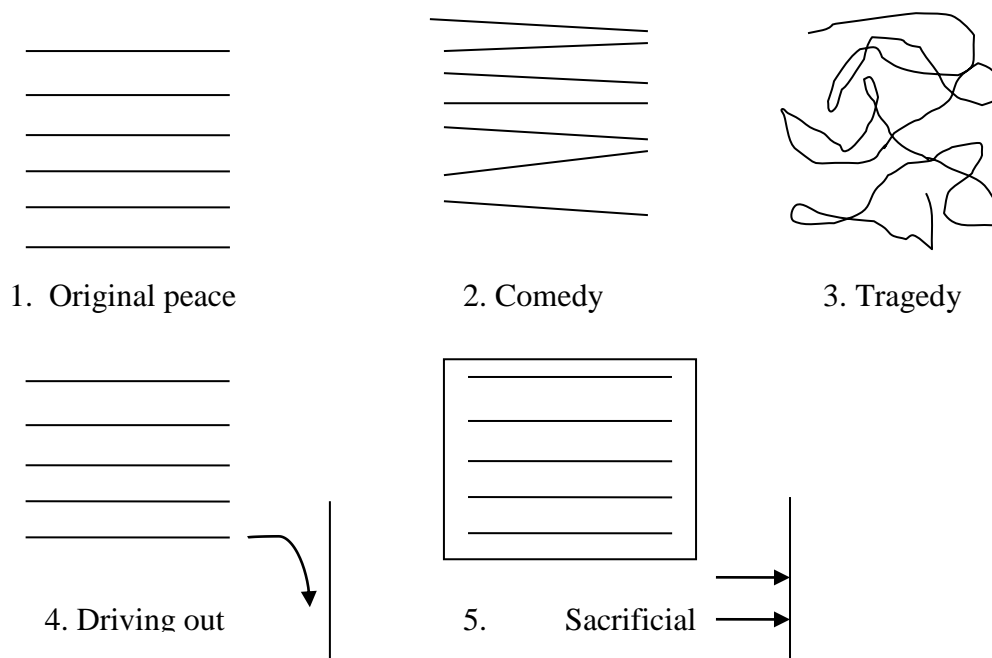 1. Original peace
2. Comedy
3. Tragedy
4. Driving out
5. Sacrificial